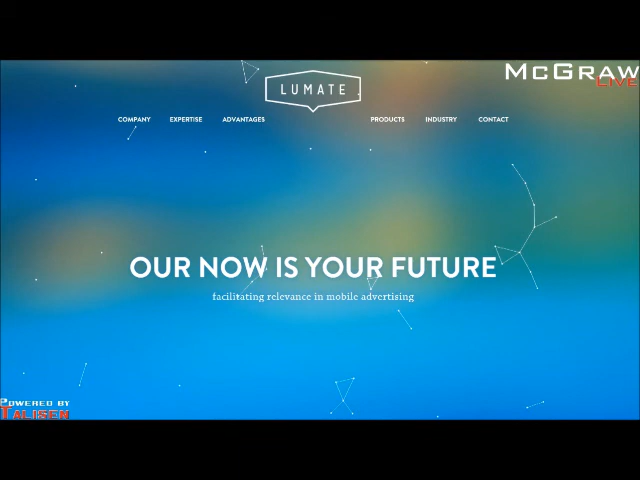 McGraw
Live
LUMATE
COMPANY EXPERTISE ADVANTAGES PRODUCTS INDUSTRY CONTACT
OUR NOW IS YOUR FUTURE
facilitating relevance in mobile advertising
Powered by
Talisen